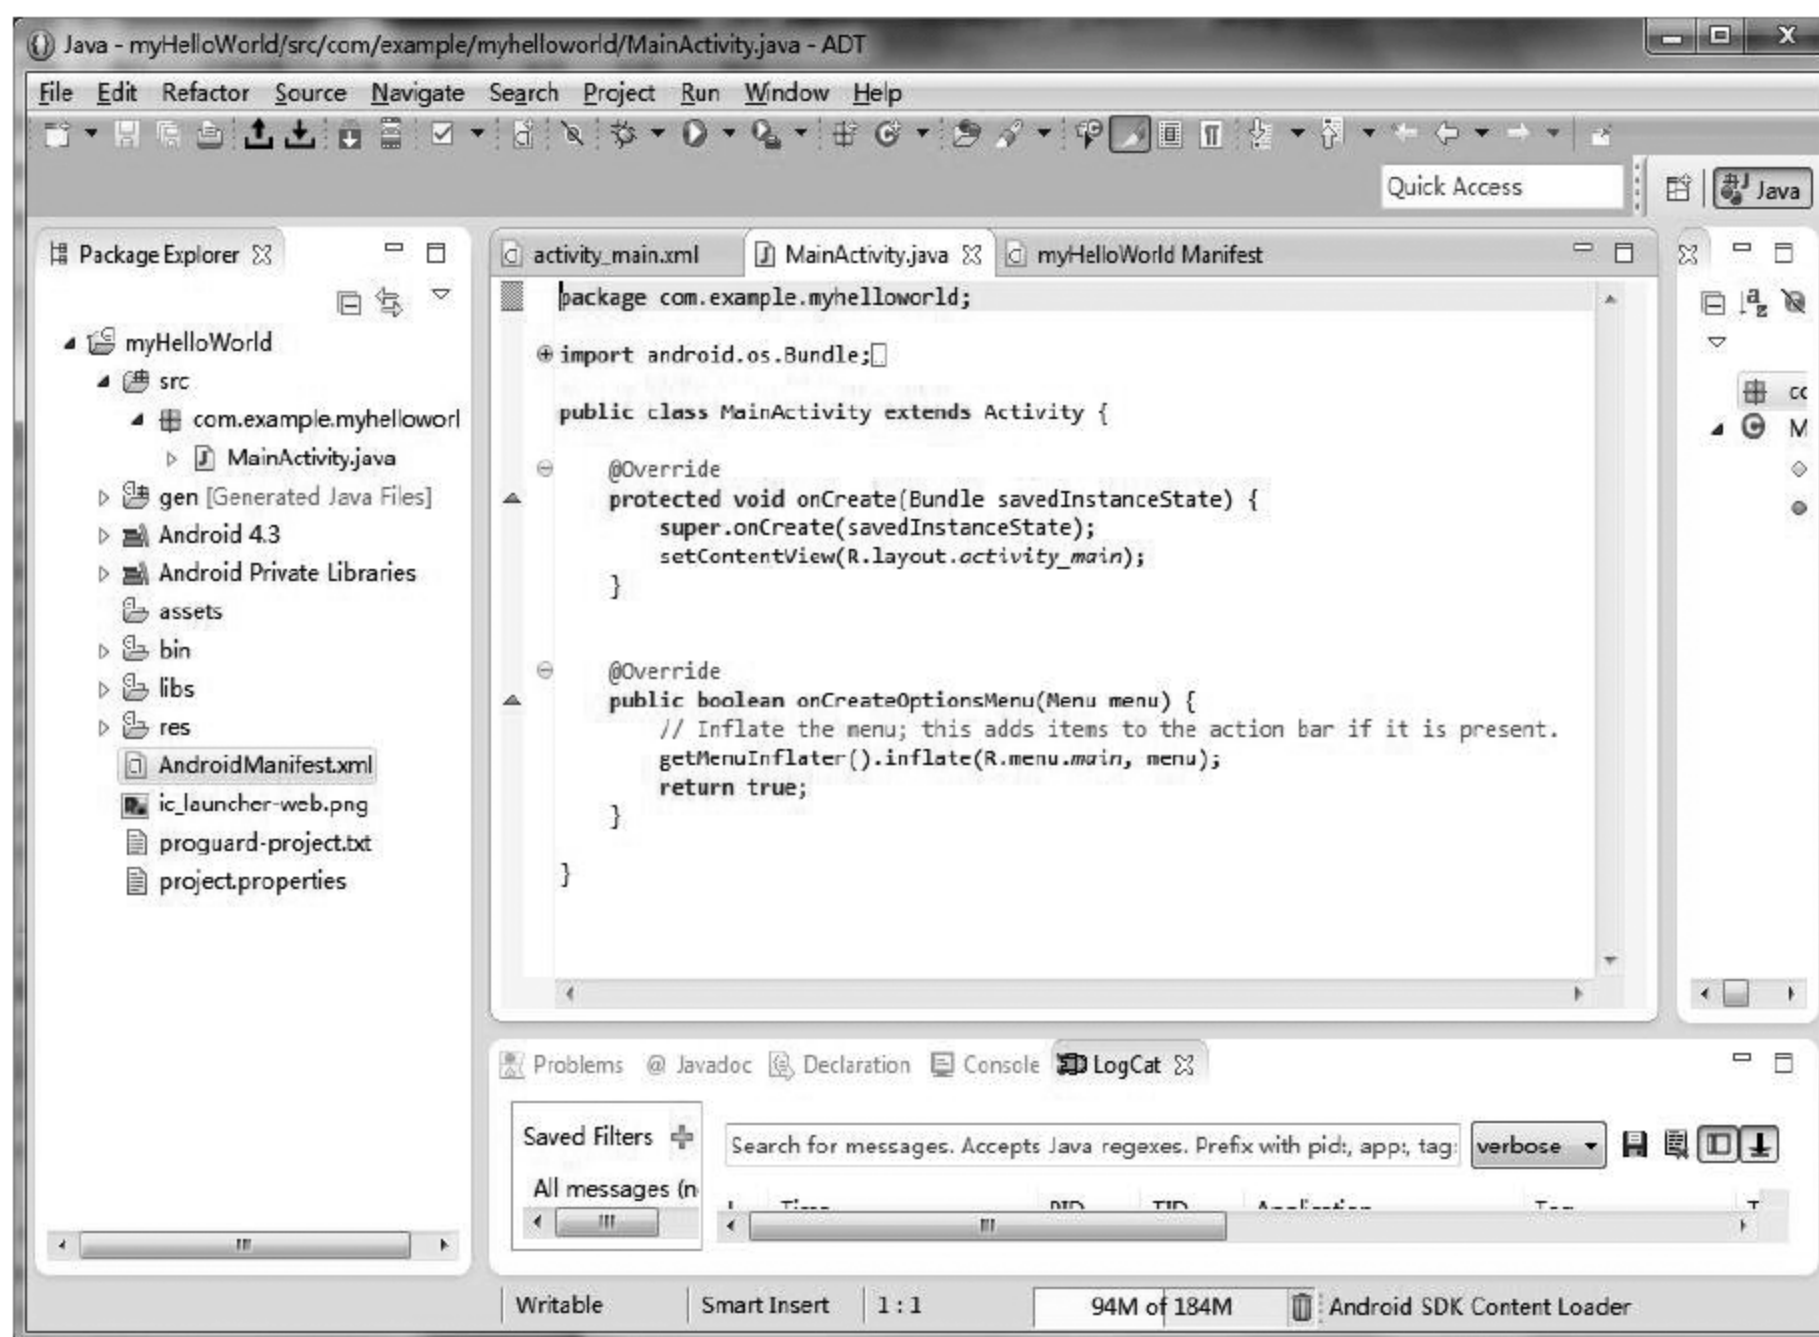 Java - myHelloWorld/src/com/example/myhelloworld/MainActivity.java - ADT
File Edit Refactor Source Navigate Search Project Run Window Help
Quick Access
Java
Package Explorer
myHelloWorld
src
com.example.myhelloworl
MainActivity.java
gen [Generated Java Files]
Android 4.3
Android Private Libraries
assets
bin
libs
res
AndroidManifest.xml
ic_launcher-web.png
proguard-project.txt
project.properties
activity_main.xml MainActivity.java myHelloWorld Manifest
package com.example.myhelloworld;
import android.os.Bundle;
public class MainActivity extends Activity {
@Override
protected void onCreate(Bundle savedInstanceState) {
super.onCreate(savedInstanceState);
setContentView(R.layout.activity_main);
}
@Override
public boolean onCreateOptionsMenu(Menu menu) {
// Inflate the menu; this adds items to the action bar if it is present.
getMenuInflater().inflate(R.menu.main, menu);
return true;
}
}
cc
M
Problems @ Javadoc Declaration Console LogCat
Saved Filters
All messages (n
Search for messages. Accepts Java regexes. Prefix with pid:, app:, tag: verbose
Time PID TID Application Tag
Writable Smart Insert 1 : 1 94M of 184M Android SDK Content Loader